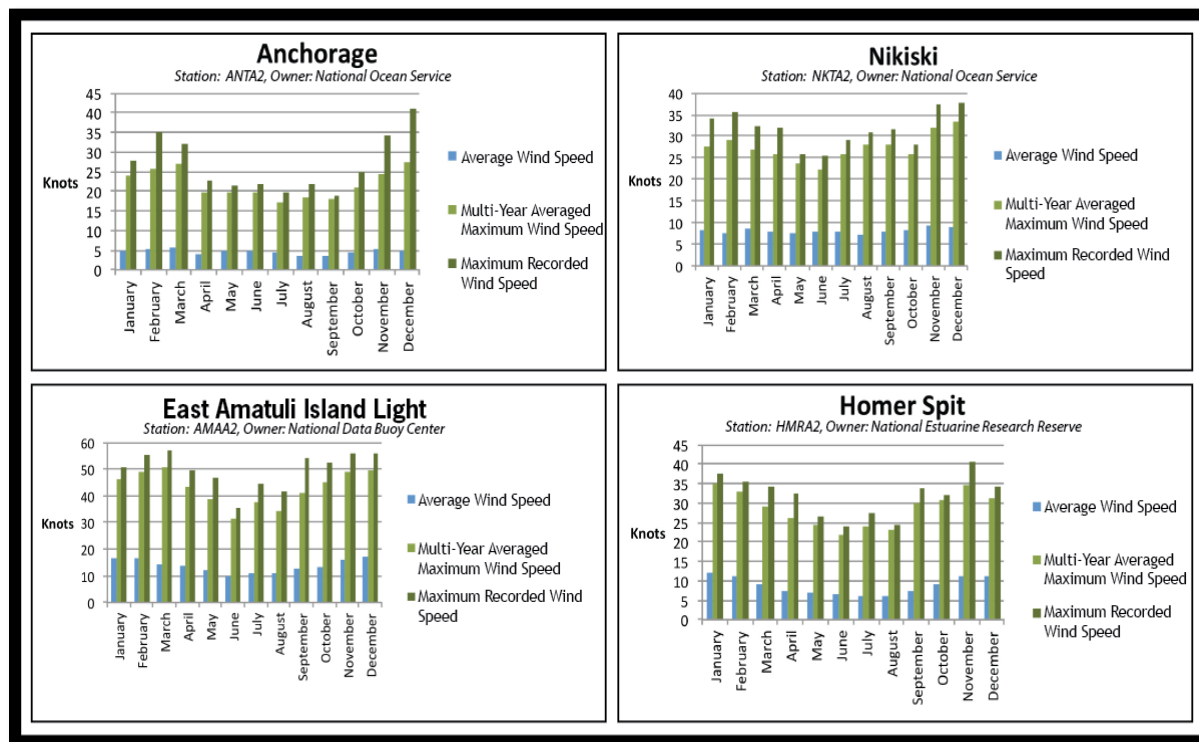 Anchorage
Station: ANTA2, Owner: National Ocean Service
45
40
35
30
25
20
15
10
5
0
Knots
January
February
March
April
May
June
July
August
September
October
November
December
Average Wind Speed
Multi-Year Averaged
Maximum Wind Speed
Maximum Recorded
Wind Speed
Nikiski
Station: NKTA2, Owner: National Ocean Service
40
35
30
25
20
15
10
5
0
Knots
January
February
March
April
May
June
July
August
September
October
November
December
Average Wind Speed
Multi-Year Averaged
Maximum Wind Speed
Maximum Recorded Wind
Speed
East Amatuli Island Light
Station: AMAA2, Owner: National Data Buoy Center
60
50
40
30
20
10
0
Knots
January
February
March
April
May
June
July
August
September
October
November
December
Average Wind Speed
Multi-Year Averaged
Maximum Wind Speed
Maximum Recorded Wind
Speed
Homer Spit
Station: HMRA2, Owner: National Estuarine Research Reserve
45
40
35
30
25
20
15
10
5
0
Knots
January
February
March
April
May
June
July
August
September
October
November
December
Average Wind Speed
Multi-Year Averaged
Maximum Wind Speed
Maximum Recorded
Wind Speed